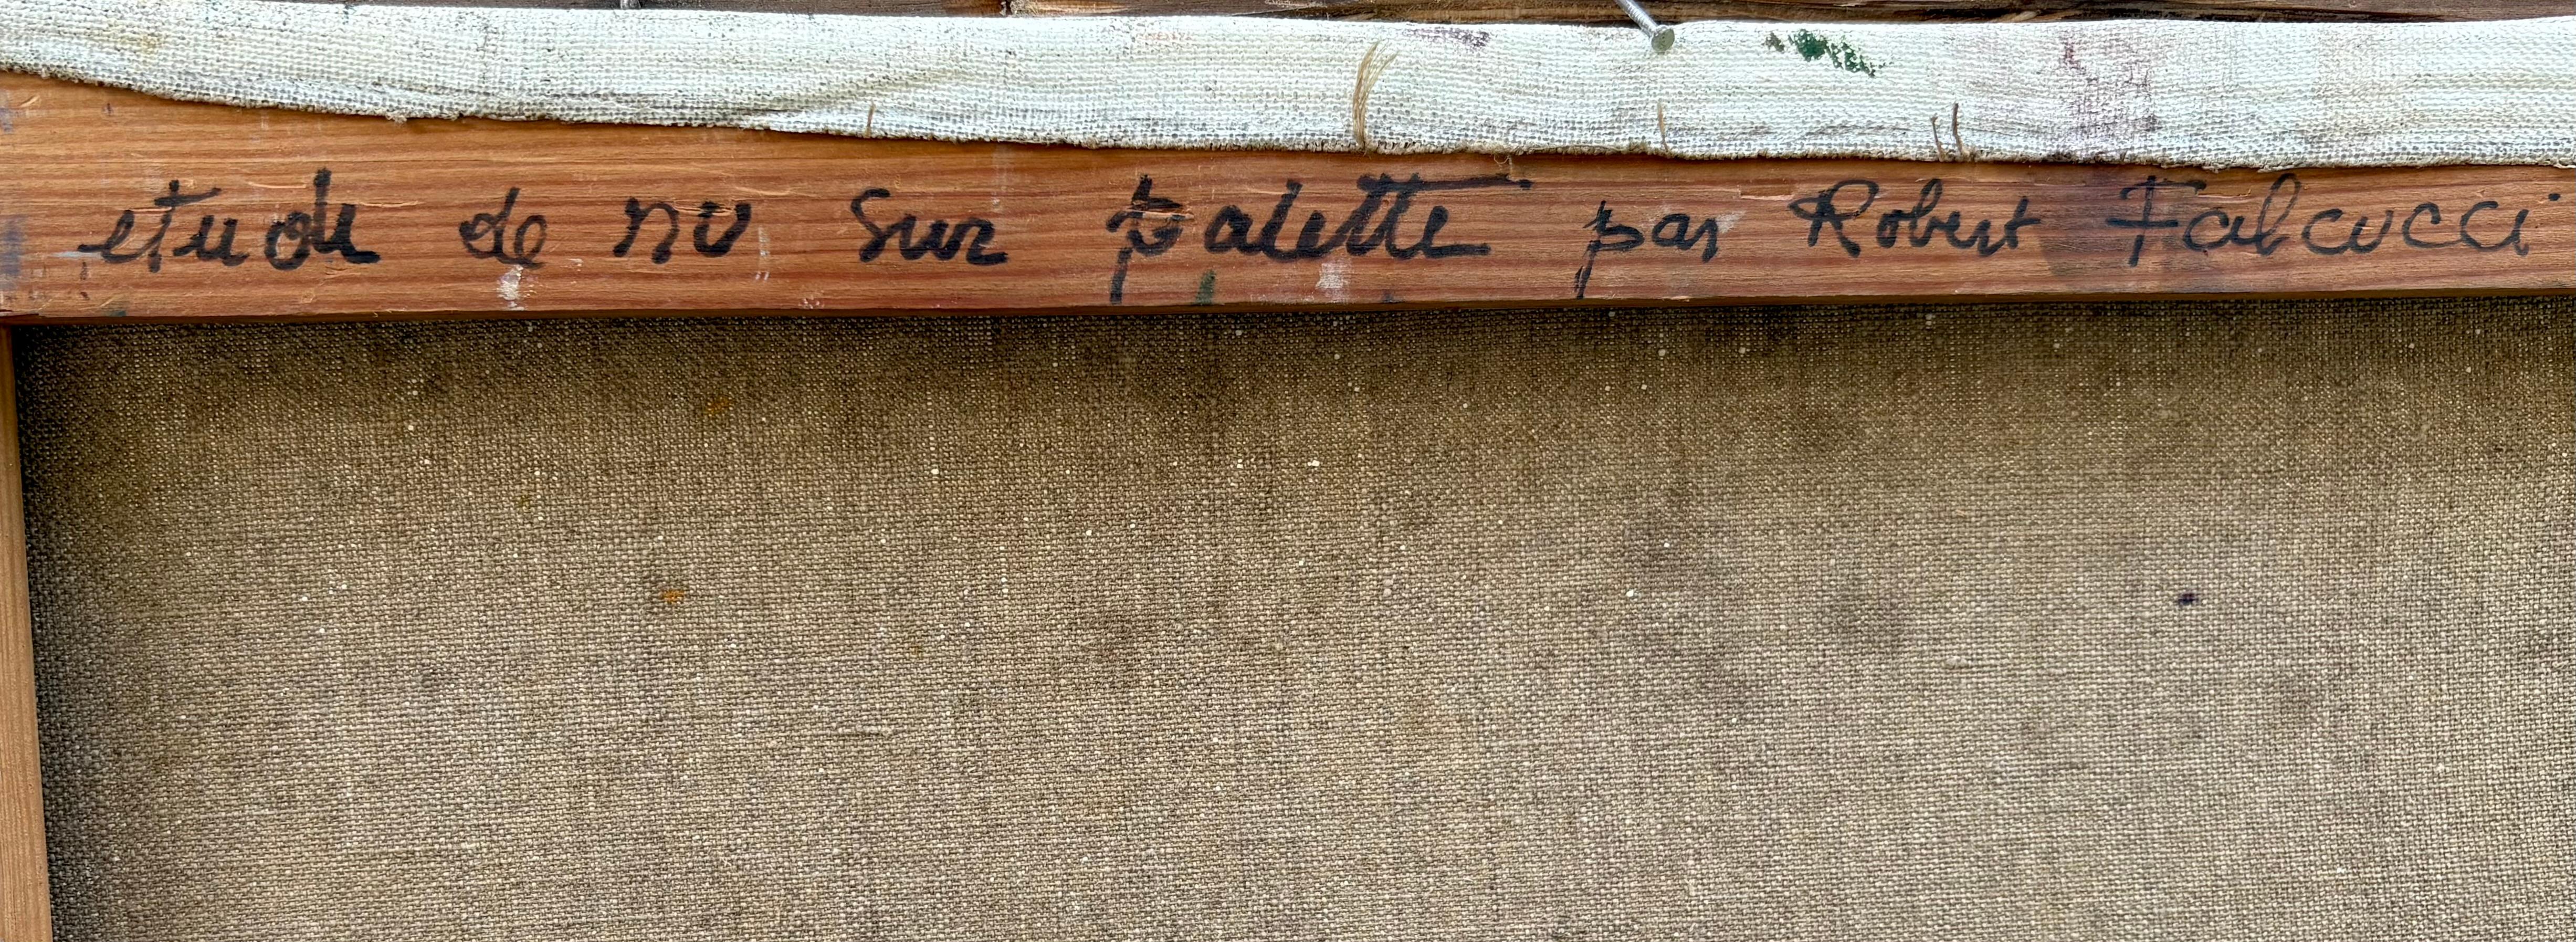 etude de nu sur palette par Robert Falcucci